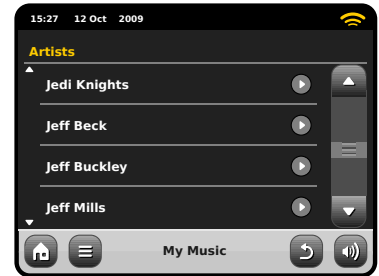 15:27 12 Oct 2009
Artists
Jedi Knights
Jeff Beck
Jeff Buckley
Jeff Mills
My Music